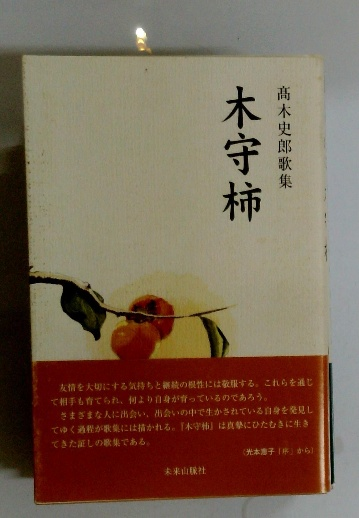 髙木史郎歌集
木守柿
友情を大切にする気持ちと継続の根性には敬服する。これらを通じ
て相手も育てられ、何より自身が育っているのであろう。
さまざまな人に出会い、出会いの中で生かされている自身を発見し
てゆく過程が歌集には描かれる。『木守柿』は真摯にひたむきに生き
てきた証しの歌集である。
(光本恵子「序」から)
未来山脈社